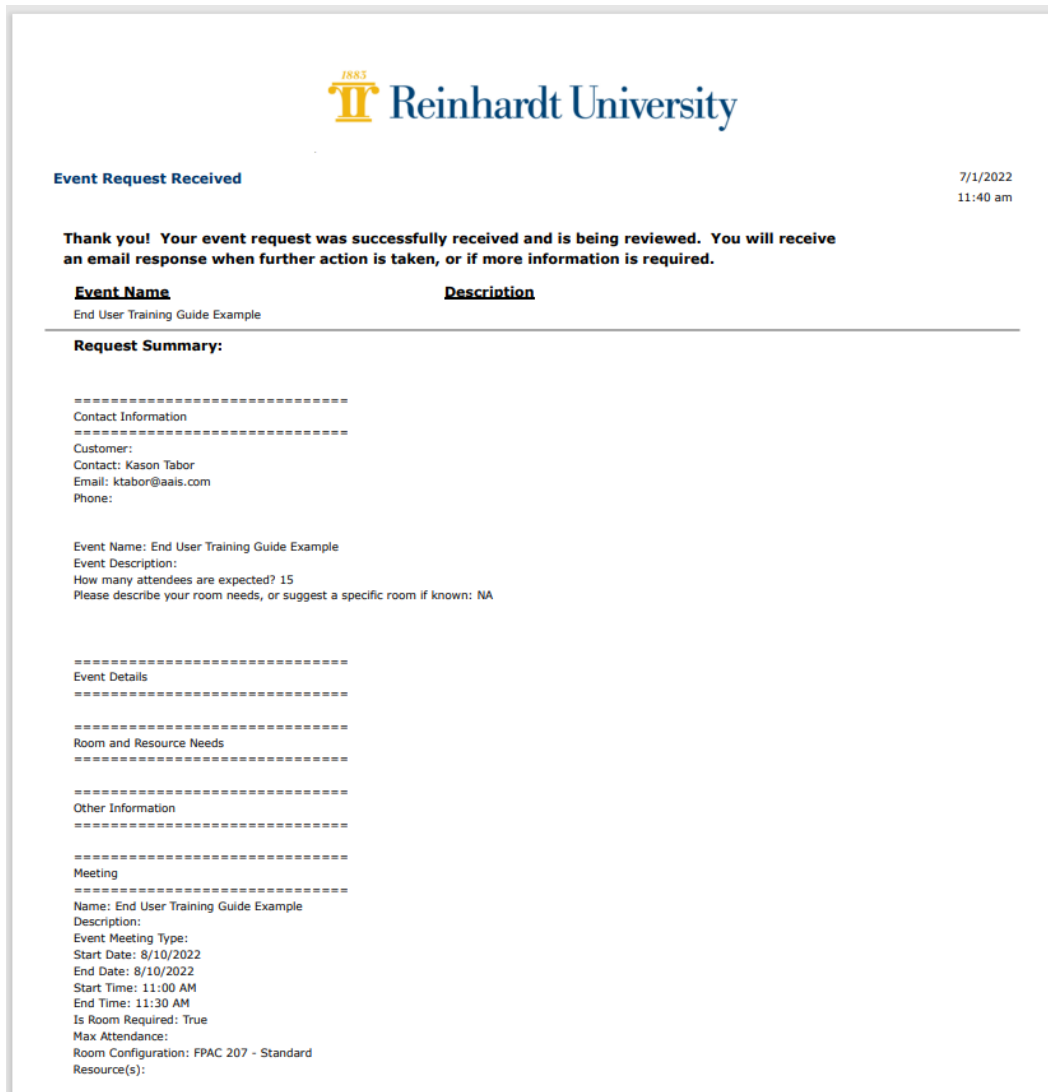 1883
Reinhardt University
Event Request Received
7/1/2022
11:40 am
Thank you!  Your event request was successfully received and is being reviewed.  You will receive
an email response when further action is taken, or if more information is required.
Event Name Description
End User Training Guide Example
Request Summary:
==============================
Contact Information
==============================
Customer:
Contact: Kason Tabor
Email: ktabor@aais.com
Phone:
Event Name: End User Training Guide Example
Event Description:
How many attendees are expected? 15
Please describe your room needs, or suggest a specific room if known: NA
==============================
Event Details
==============================
==============================
Room and Resource Needs
==============================
==============================
Other Information
==============================
==============================
Meeting
==============================
Name: End User Training Guide Example
Description:
Event Meeting Type:
Start Date: 8/10/2022
End Date: 8/10/2022
Start Time: 11:00 AM
End Time: 11:30 AM
Is Room Required: True
Max Attendance:
Room Configuration: FPAC 207 - Standard
Resource(s):